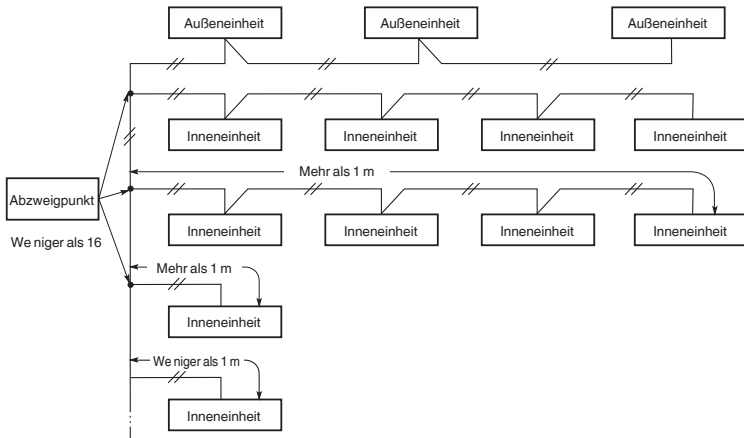 Außeneinheit Außeneinheit Außeneinheit
Inneneinheit Inneneinheit Inneneinheit Inneneinheit
Mehr als 1 m
Abzweigpunkt
Inneneinheit Inneneinheit Inneneinheit Inneneinheit
We niger als 16
Mehr als 1 m
Inneneinheit
We niger als 1 m
Inneneinheit